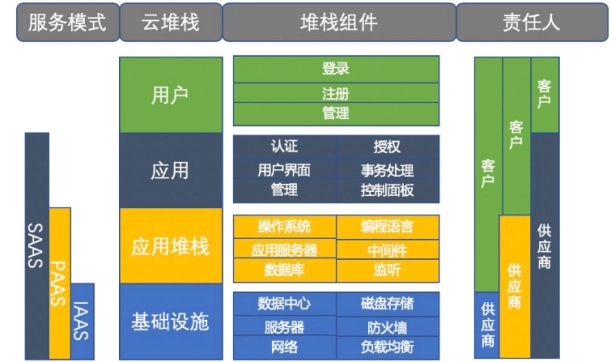 服务模式 云堆栈 堆栈组件 责任人
用户
登录
注册
管理
应用
认证 授权
用户界面 事务处理
管理 控制面板
应用堆栈
操作系统 编程语言
应用服务器 中间件
数据库 监听
基础设施
数据中心 磁盘存储
服务器 防火墙
网络 负载均衡
SAAS
PAAS
IAAS
客户
供应商
客户
供应商
客户
供应商